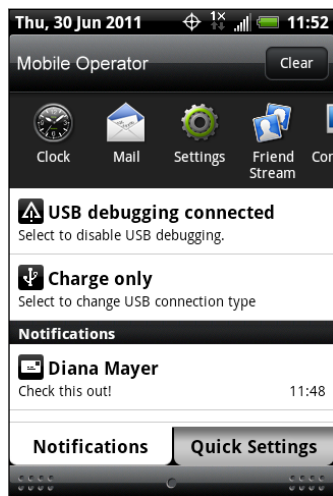 Thu, 30 Jun 2011 1X 11:52
Mobile Operator Clear
Clock Mail Settings Friend Stream Cor
USB debugging connected
Select to disable USB debugging.
Charge only
Select to change USB connection type
Notifications
Diana Mayer
Check this out! 11:48
Notifications Quick Settings